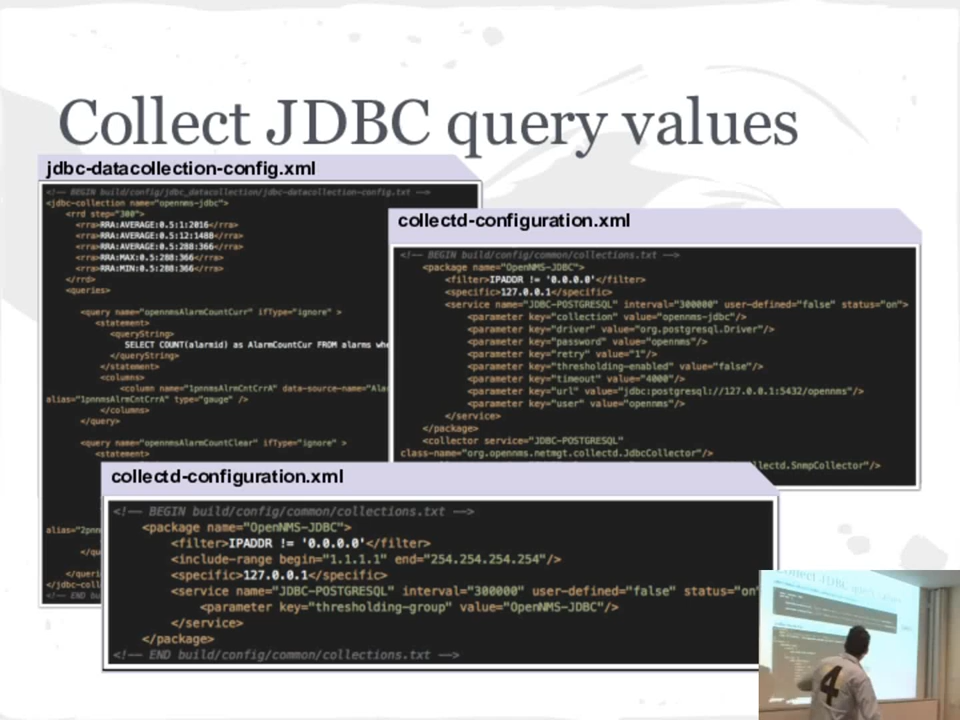 Collect JDBC query values
jdbc-datacollection-config.xml
<!-- BEGIN build/config/jdbc_datacollection/jdbc-datacollection-config.txt -->
<jdbc-collection name="opennms-jdbc">
<rrd step="300">
<rra>RRA:AVERAGE:0.5:1:2016</rra>
<rra>RRA:AVERAGE:0.5:12:1488</rra>
<rra>RRA:AVERAGE:0.5:288:366</rra>
<rra>RRA:MAX:0.5:288:366</rra>
<rra>RRA:MIN:0.5:288:366</rra>
</rrd>
<queries>
<query name="opennmsAlarmCountCurr" ifType="ignore" >
<statement>
<queryString>
SELECT COUNT(alarmid) as AlarmCountCur FROM alarms whe
</queryString>
</statement>
<columns>
<column name="1pnnmsAlrmCntCrrA" data-source-name="Ala
alias="1pnnmsAlrmCntCrrA" type="gauge" />
</columns>
</query>
<query name="opennmsAlarmCountClear" ifType="ignore" >
<statement>
alias="2pnn
</qu
</queri
</jdbc-coll
<!-- END bu
collectd-configuration.xml
<!-- BEGIN build/config/common/collections.txt -->
<package name="OpenNMS-JDBC">
<filter>IPADDR != '0.0.0.0'</filter>
<specific>127.0.0.1</specific>
<service name="JDBC-POSTGRESQL" interval="300000" user-defined="false" status="on">
<parameter key="collection" value="opennms-jdbc"/>
<parameter key="driver" value="org.postgresql.Driver"/>
<parameter key="password" value="opennms"/>
<parameter key="retry" value="1"/>
<parameter key="thresholding-enabled" value="false"/>
<parameter key="timeout" value="4000"/>
<parameter key="url" value="jdbc:postgresql://127.0.0.1:5432/opennms"/>
<parameter key="user" value="opennms"/>
</service>
</package>
<collector service="JDBC-POSTGRESQL"
class-name="org.opennms.netmgt.collectd.JdbcCollector"/>
llectd.SnmpCollector"/>
collectd-configuration.xml
<!-- BEGIN build/config/common/collections.txt -->
<package name="OpenNMS-JDBC">
<filter>IPADDR != '0.0.0.0'</filter>
<include-range begin="1.1.1.1" end="254.254.254.254"/>
<specific>127.0.0.1</specific>
<service name="JDBC-POSTGRESQL" interval="300000" user-defined="false" status="on"
<parameter key="thresholding-group" value="OpenNMS-JDBC"/>
</service>
</package>
<!-- END build/config/common/collections.txt -->
4